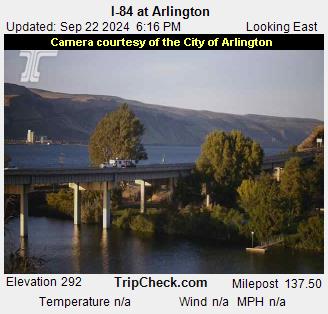 I-84 at Arlington
Updated: Sep 22 2024 6:16 PM Looking East
Camera courtesy of the City of Arlington
Elevation 292 TripCheck.com Milepost 137.50
Temperature n/a Wind n/a MPH n/a